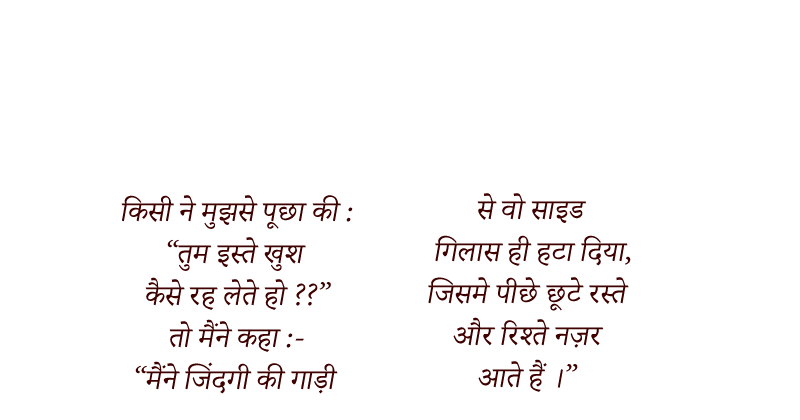 किसी ने मुझसे पूछा की :
“तुम इस्ते खुश
कैसे रह लेते हो ??”
तो मैंने कहा :-
“मैंने जिंदगी की गाड़ी
से वो साइड
गिलास ही हटा दिया,
जिसमे पीछे छूटे रस्ते
और रिश्ते नज़र
आते हैं ।”